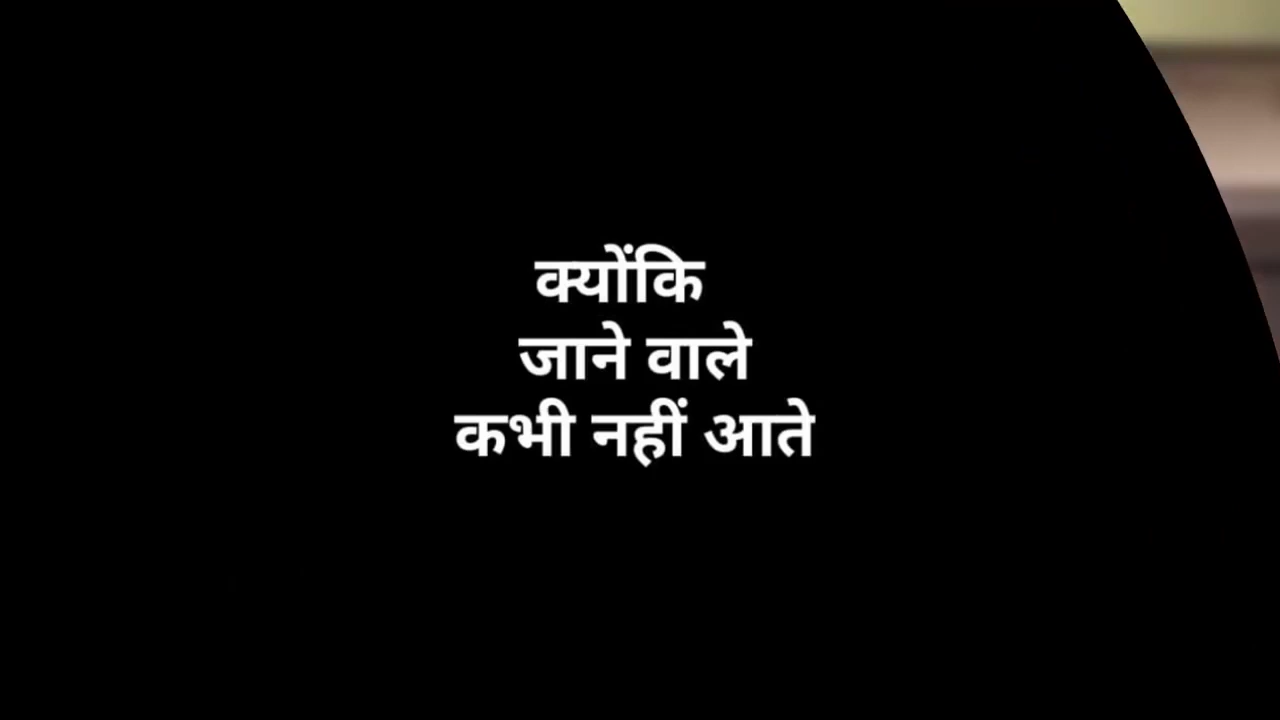 क्योंकि
जाने वाले
कभी नहीं आते